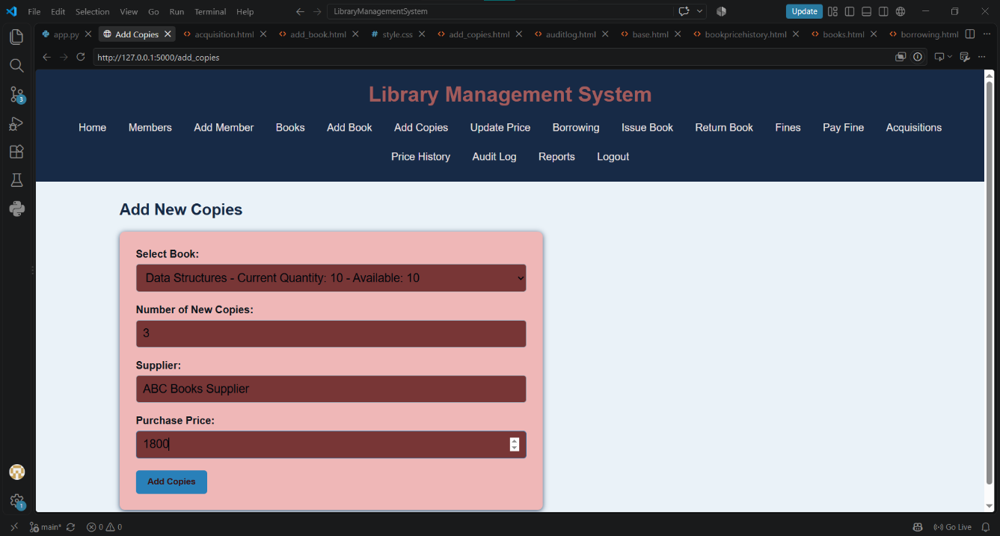 File Edit Selection View Go Run Terminal Help LibraryManagementSystem Update
app.py Add Copies acquisition.html add_book.html # style.css add_copies.html auditlog.html base.html bookpricehistory.html books.html borrowing.html
http://127.0.0.1:5000/add_copies
3
Library Management System
Home Members Add Member Books Add Book Add Copies Update Price Borrowing Issue Book Return Book Fines Pay Fine Acquisitions
Price History Audit Log Reports Logout
Add New Copies
Select Book:
Data Structures - Current Quantity: 10 - Available: 10
Number of New Copies:
3
Supplier:
ABC Books Supplier
Purchase Price:
1800
Add Copies
1
main* 0 0 Go Live